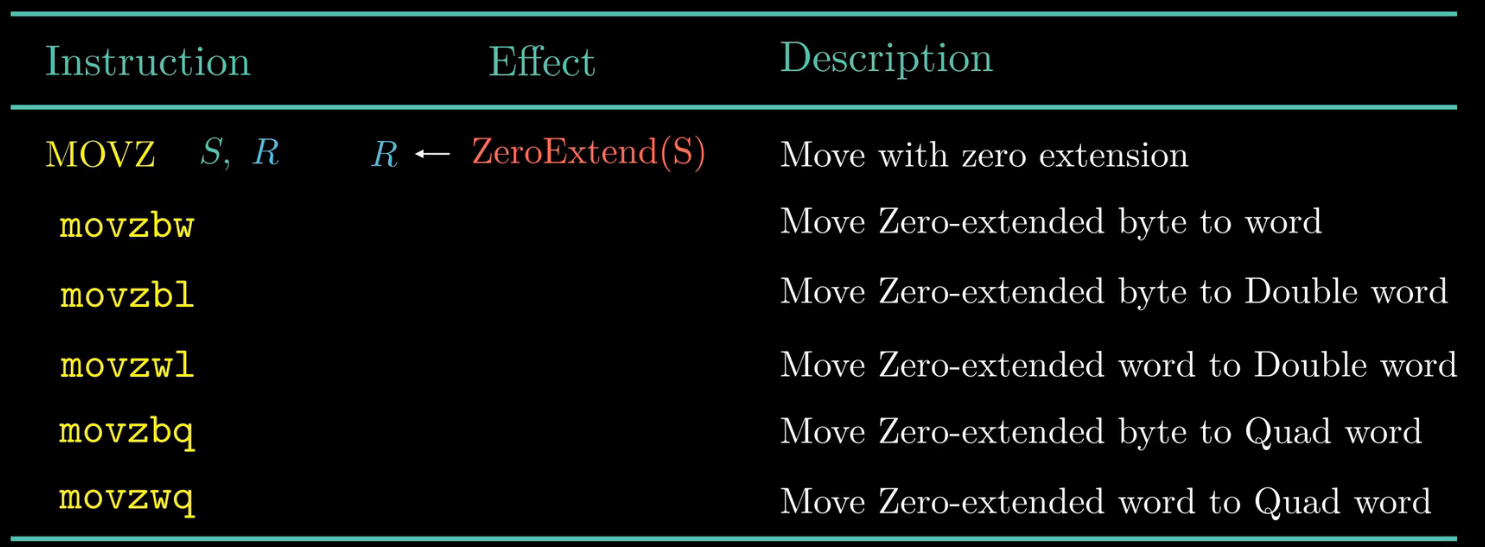 Instruction Effect Description
MOVZ S, R R ← ZeroExtend(S) Move with zero extension
movzbw Move Zero-extended byte to word
movzbl Move Zero-extended byte to Double word
movzwl Move Zero-extended word to Double word
movzbq Move Zero-extended byte to Quad word
movzwq Move Zero-extended word to Quad word